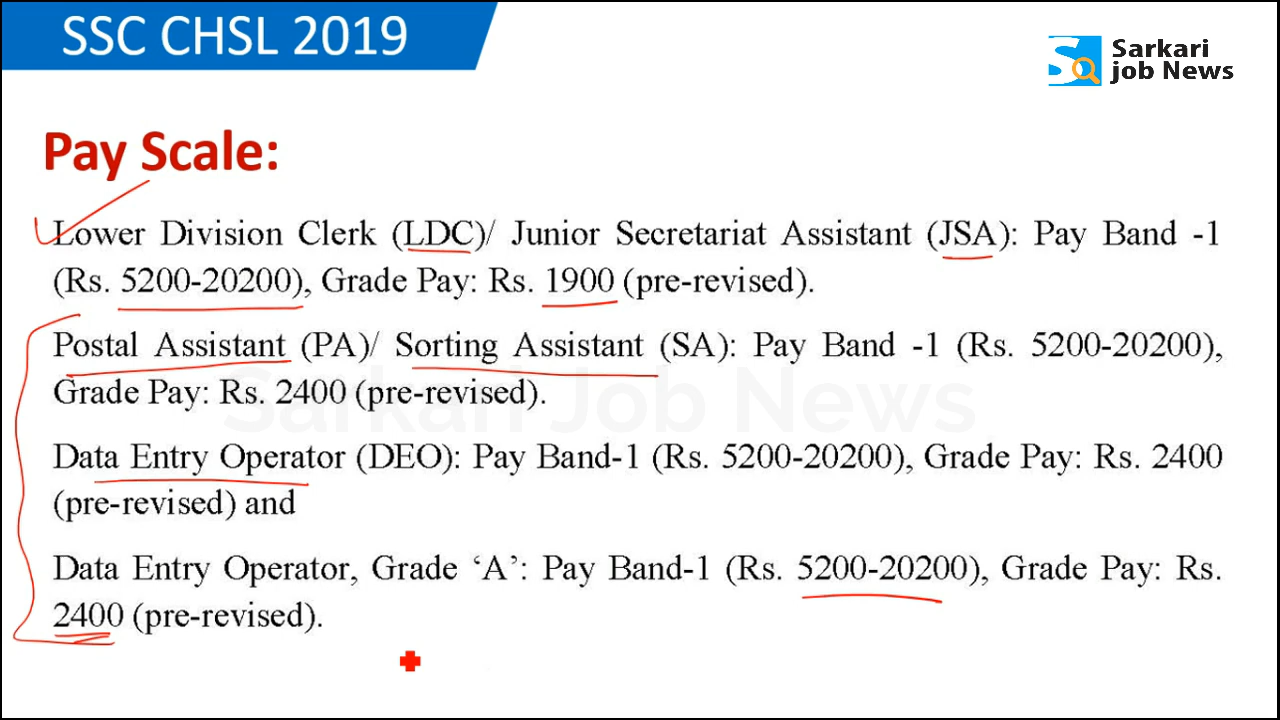 SSC CHSL 2019
Sarkari
job News
Pay Scale:
Lower Division Clerk (LDC)/ Junior Secretariat Assistant (JSA): Pay Band -1
(Rs. 5200-20200), Grade Pay: Rs. 1900 (pre-revised).
Postal Assistant (PA)/ Sorting Assistant (SA): Pay Band -1 (Rs. 5200-20200),
Grade Pay: Rs. 2400 (pre-revised).
Sarkari Job News
Data Entry Operator (DEO): Pay Band-1 (Rs. 5200-20200), Grade Pay: Rs. 2400
(pre-revised) and
Data Entry Operator, Grade ‘A’: Pay Band-1 (Rs. 5200-20200), Grade Pay: Rs.
2400 (pre-revised).